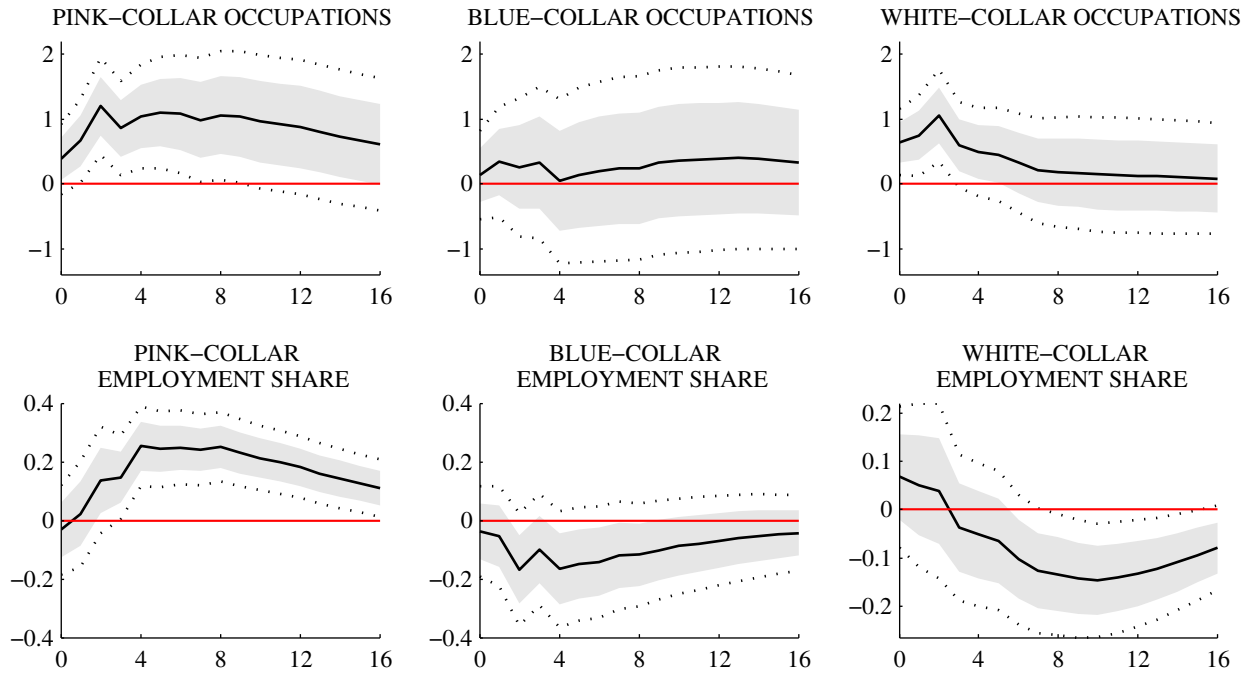 PINK−COLLAR OCCUPATIONS
2
1
0
−1
0 4 8 12 16
BLUE−COLLAR OCCUPATIONS
2
1
0
−1
0 4 8 12 16
WHITE−COLLAR OCCUPATIONS
2
1
0
−1
0 4 8 12 16
PINK−COLLAR
EMPLOYMENT SHARE
0.4
0.2
0
−0.2
−0.4
0 4 8 12 16
BLUE−COLLAR
EMPLOYMENT SHARE
0.4
0.2
0
−0.2
−0.4
0 4 8 12 16
WHITE−COLLAR
EMPLOYMENT SHARE
0.2
0.1
0
−0.1
−0.2
0 4 8 12 16